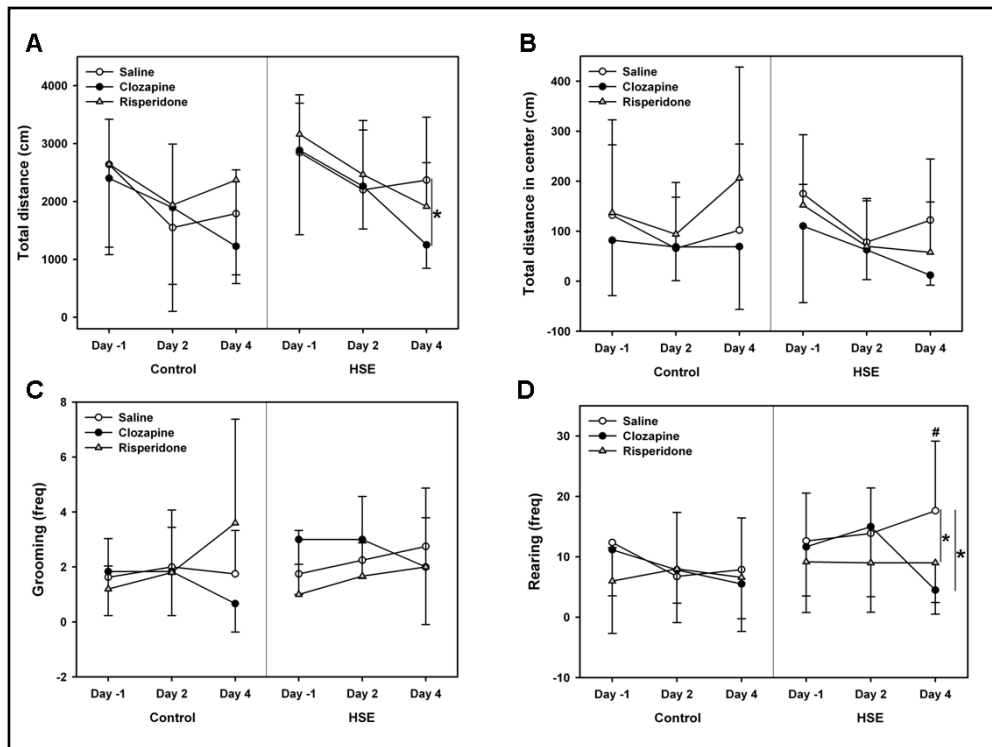 A
Saline
Clozapine
Risperidone
Total distance (cm)
4000
3000
2000
1000
0
*
Day -1 Day 2 Day 4 Day -1 Day 2 Day 4
Control HSE
B
Saline
Clozapine
Risperidone
Total distance in center (cm)
400
300
200
100
0
-100
Day -1 Day 2 Day 4 Day -1 Day 2 Day 4
Control HSE
C
Saline
Clozapine
Risperidone
Grooming (freq)
8
6
4
2
0
-2
Day -1 Day 2 Day 4 Day -1 Day 2 Day 4
Control HSE
D
Saline
Clozapine
Risperidone
Rearing (freq)
30
20
10
0
-10
#
* *
Day -1 Day 2 Day 4 Day -1 Day 2 Day 4
Control HSE